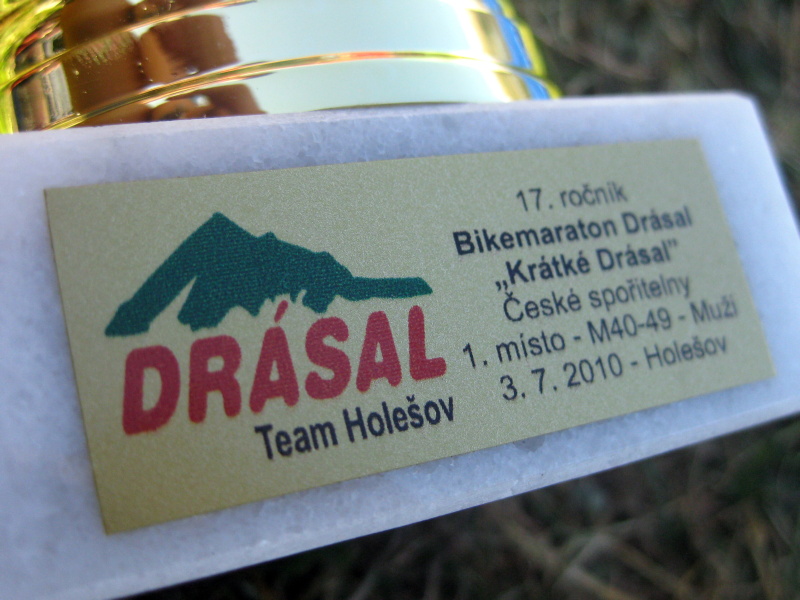 DRÁSAL
Team Holešov
17. ročník
Bikemaraton Drásal
„Krátké Drásal"
České spořitelny
1. místo - M40-49 - Muži
3. 7. 2010 - Holešov